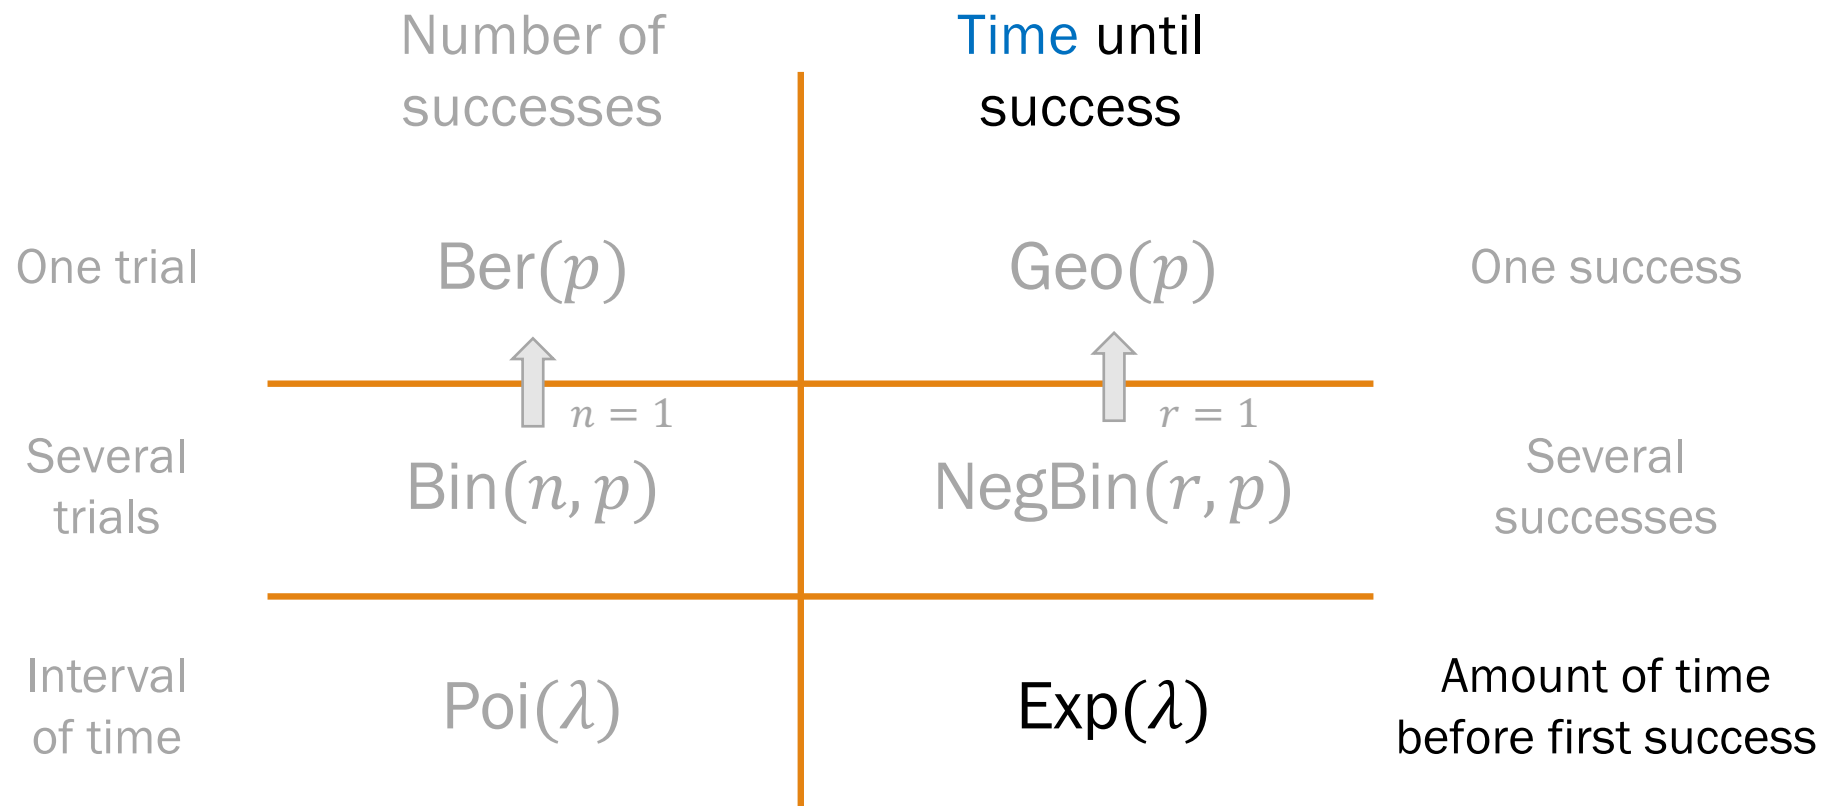 Number of
successes
Time until
success
One trial
Ber(p)
Geo(p)
One success
n = 1
r = 1
Several
trials
Bin(n, p)
NegBin(r, p)
Several
successes
Interval
of time
Poi(λ)
Exp(λ)
Amount of time
before first success